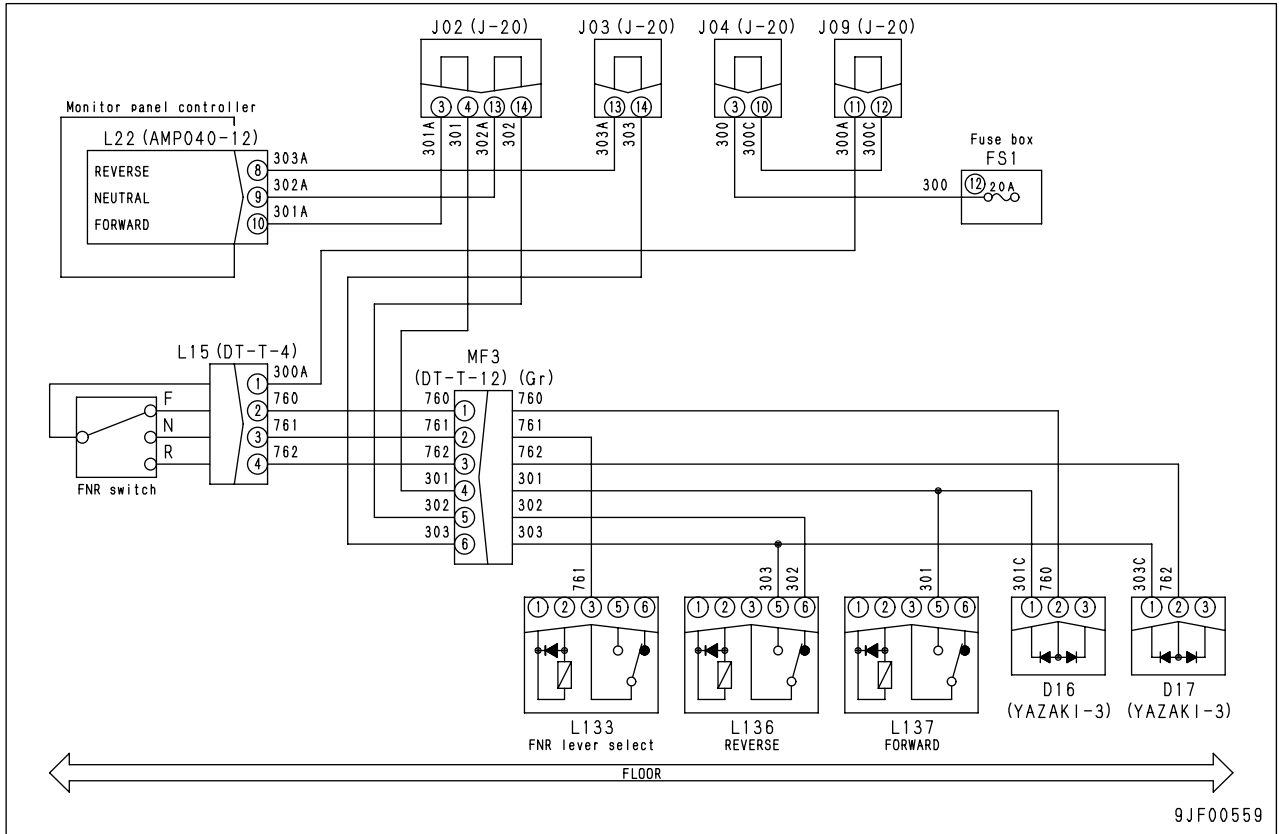 J02 (J-20) J03 (J-20) J04 (J-20) J09 (J-20)
3 4 13 14 13 14 3 10 11 12
301A 301 302A 302 303A 303 300 300C 300A 300C
Monitor panel controller
L22 (AMP040-12)
REVERSE 8 303A
NEUTRAL 9 302A
FORWARD 10 301A
Fuse box
FS1
300 12 20A
L15 (DT-T-4)
1 300A
F 2 760
N 3 761
R 4 762
FNR switch
MF3
(DT-T-12) (Gr)
760 1 760
761 2 761
762 3 762
301 4 301
302 5 302
303 6 303
761 303 302 301 301C 760 303C 762
1 2 3 5 6 1 2 3 5 6 1 2 3 5 6 1 2 3 1 2 3
L133
FNR lever select
L136
REVERSE
L137
FORWARD
D16
(YAZAKI-3)
D17
(YAZAKI-3)
FLOOR
9JF00559